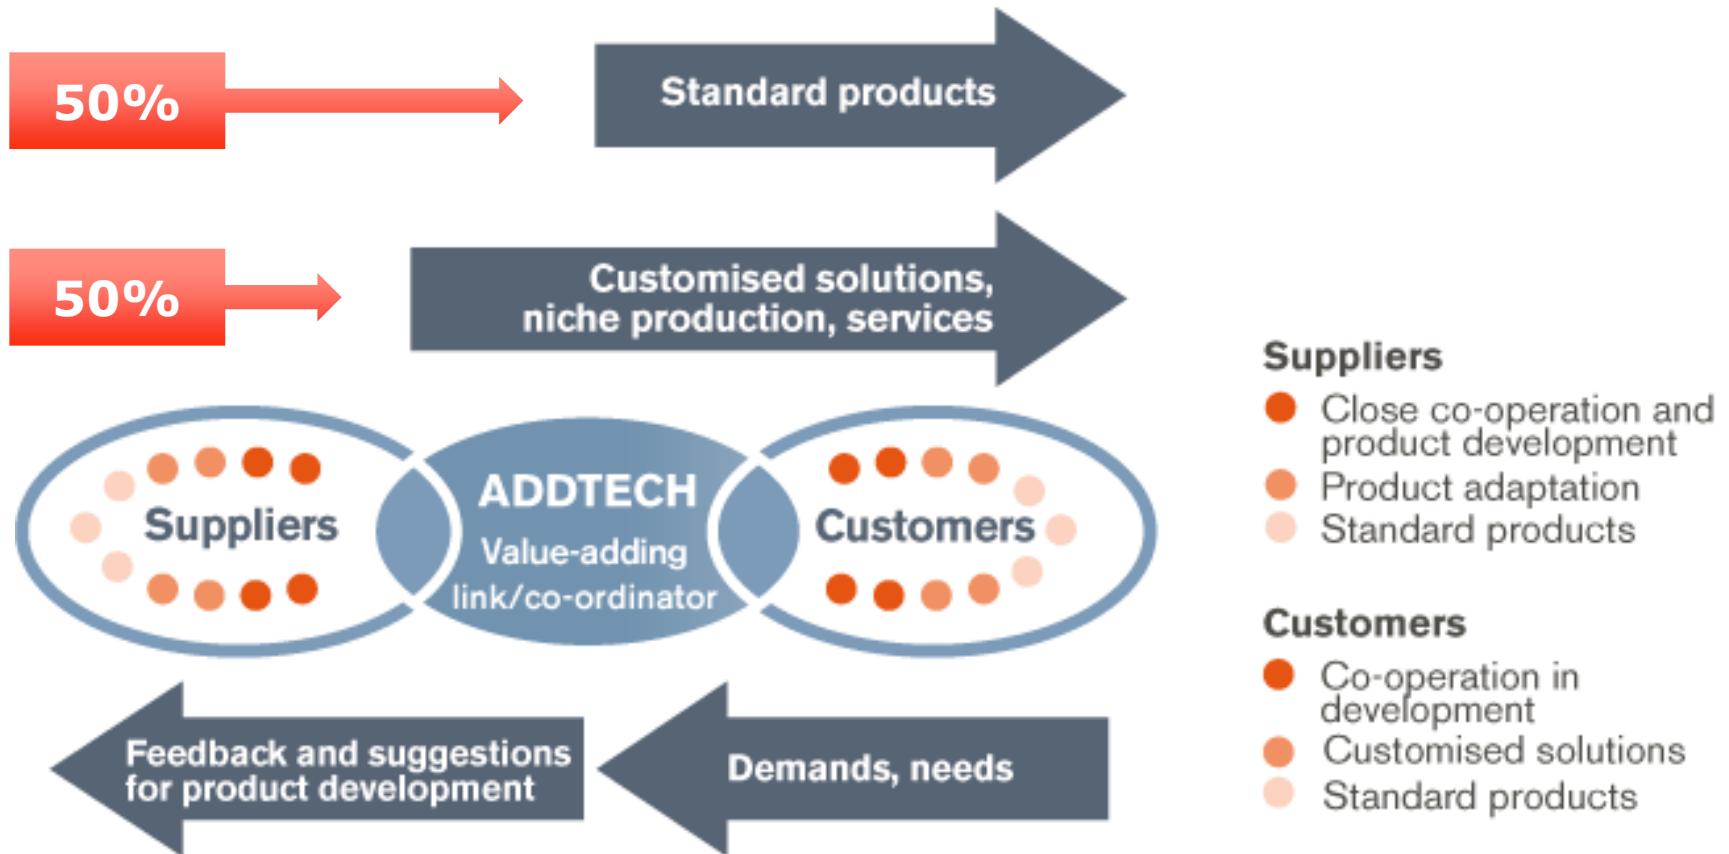 50%
Standard products
50%
Customised solutions,
niche production, services
Suppliers
ADDTECH
Value-adding
link/co-ordinator
Customers
Feedback and suggestions
for product development
Demands, needs
Suppliers
Close co-operation and
product development
Product adaptation
Standard products
Customers
Co-operation in
development
Customised solutions
Standard products